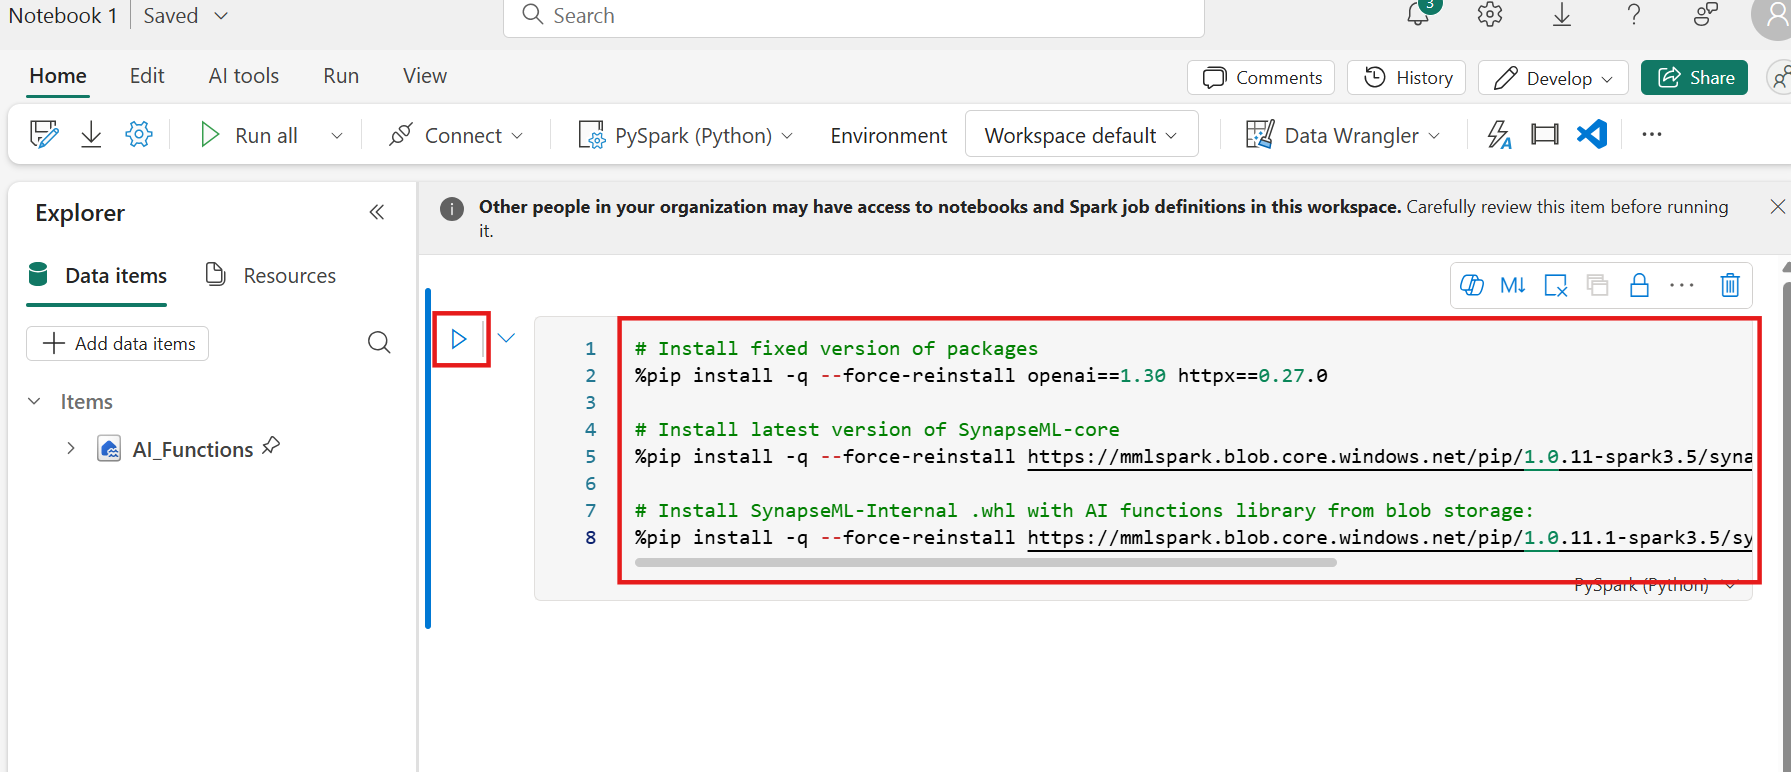 Notebook 1 Saved
Search
3
Home Edit AI tools Run View
Comments History Develop Share
Run all Connect PySpark (Python) Environment Workspace default Data Wrangler
Explorer
Data items Resources
Add data items
Items
AI_Functions
Other people in your organization may have access to notebooks and Spark job definitions in this workspace. Carefully review this item before running
it.
M↓
1 # Install fixed version of packages
2 %pip install -q --force-reinstall openai==1.30 httpx==0.27.0
3
4 # Install latest version of SynapseML-core
5 %pip install -q --force-reinstall https://mmlspark.blob.core.windows.net/pip/1.0.11-spark3.5/syna
6
7 # Install SynapseML-Internal .whl with AI functions library from blob storage:
8 %pip install -q --force-reinstall https://mmlspark.blob.core.windows.net/pip/1.0.11.1-spark3.5/sy
PySpark (Python)